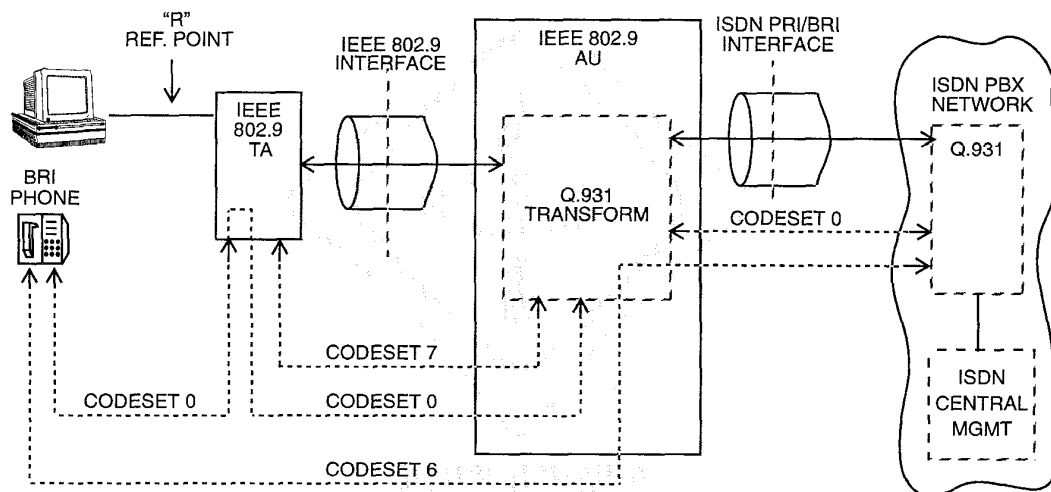 “R”
REF. POINT
IEEE 802.9
INTERFACE
IEEE 802.9
AU
ISDN PRI/BRI
INTERFACE
ISDN PBX
NETWORK
IEEE
802.9
TA
Q.931
BRI
PHONE
Q.931
TRANSFORM
CODESET 0
CODESET 7
CODESET 0
CODESET 0
ISDN
CENTRAL
MGMT
CODESET 6